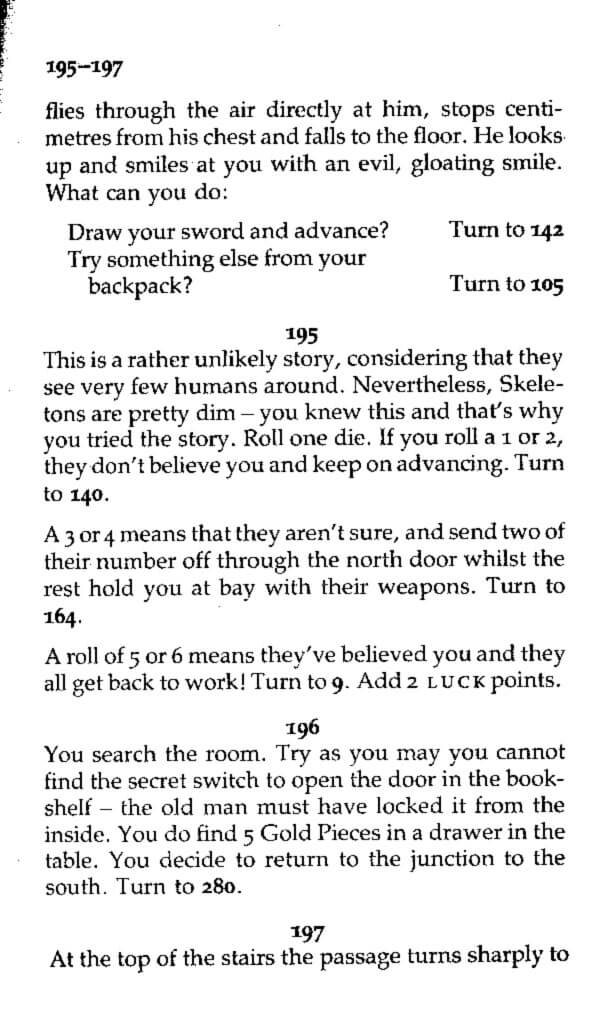 195–197
flies through the air directly at him, stops centi-
metres from his chest and falls to the floor. He looks
up and smiles at you with an evil, gloating smile.
What can you do:
Draw your sword and advance? Turn to 142
Try something else from your
backpack? Turn to 105
195
This is a rather unlikely story, considering that they
see very few humans around. Nevertheless, Skele-
tons are pretty dim – you knew this and that's why
you tried the story. Roll one die. If you roll a 1 or 2,
they don't believe you and keep on advancing. Turn
to 140.
A 3 or 4 means that they aren't sure, and send two of
their number off through the north door whilst the
rest hold you at bay with their weapons. Turn to
164.
A roll of 5 or 6 means they've believed you and they
all get back to work! Turn to 9. Add 2 LUCK points.
196
You search the room. Try as you may you cannot
find the secret switch to open the door in the book-
shelf – the old man must have locked it from the
inside. You do find 5 Gold Pieces in a drawer in the
table. You decide to return to the junction to the
south. Turn to 280.
197
At the top of the stairs the passage turns sharply to